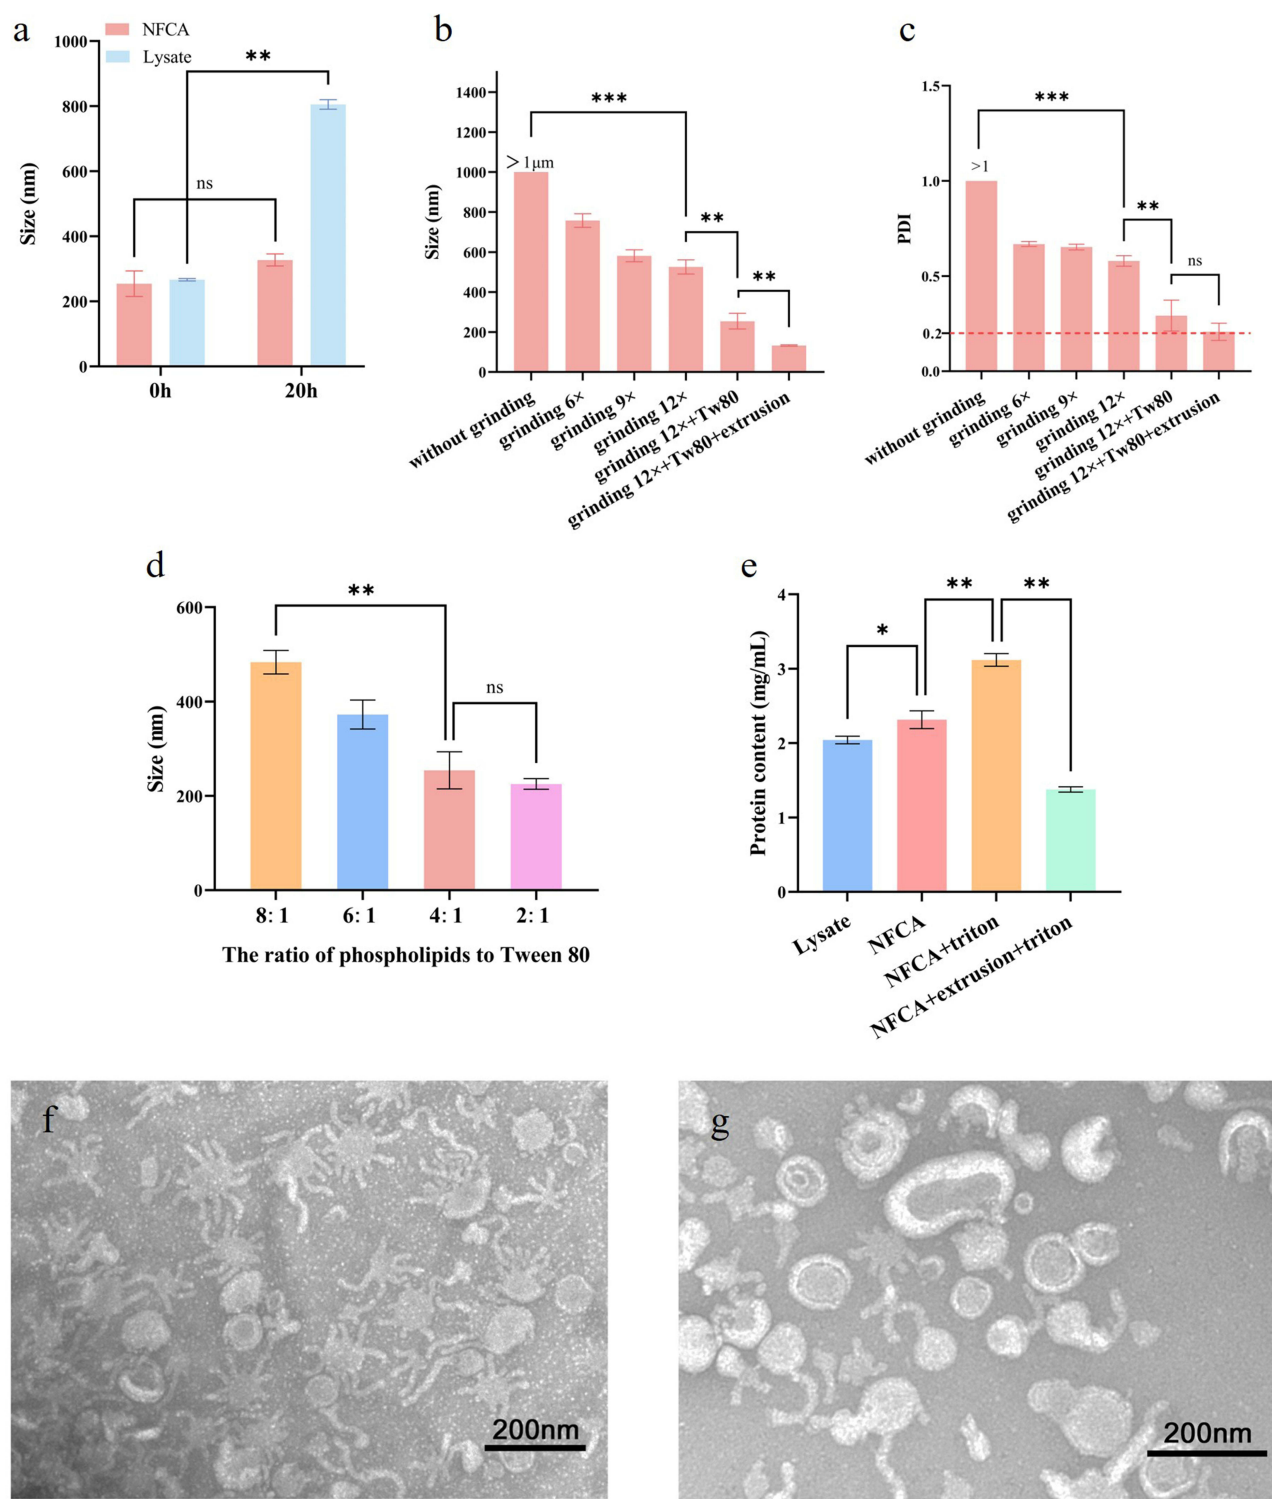 a
NFCA
Lysate
1000
800
600
400
200
0
Size (nm)
**
ns
0h
20h
b
1400
1200
1000
800
600
400
200
0
Size (nm)
***
>1μm
**
**
without grinding
grinding 6×
grinding 9×
grinding 12×
grinding 12×+Tw80
grinding 12×+Tw80+extrusion
c
1.5
1.0
0.5
0.2
0.0
PDI
***
>1
**
ns
without grinding
grinding 6×
grinding 9×
grinding 12×
grinding 12×+Tw80
grinding 12×+Tw80+extrusion
d
600
400
200
0
Size (nm)
**
ns
8: 1
6: 1
4: 1
2: 1
The ratio of phospholipids to Tween 80
e
4
3
2
1
0
Protein content (mg/mL)
*
**
**
Lysate
NFCA
NFCA+triton
NFCA+extrusion+triton
f
200nm
g
200nm